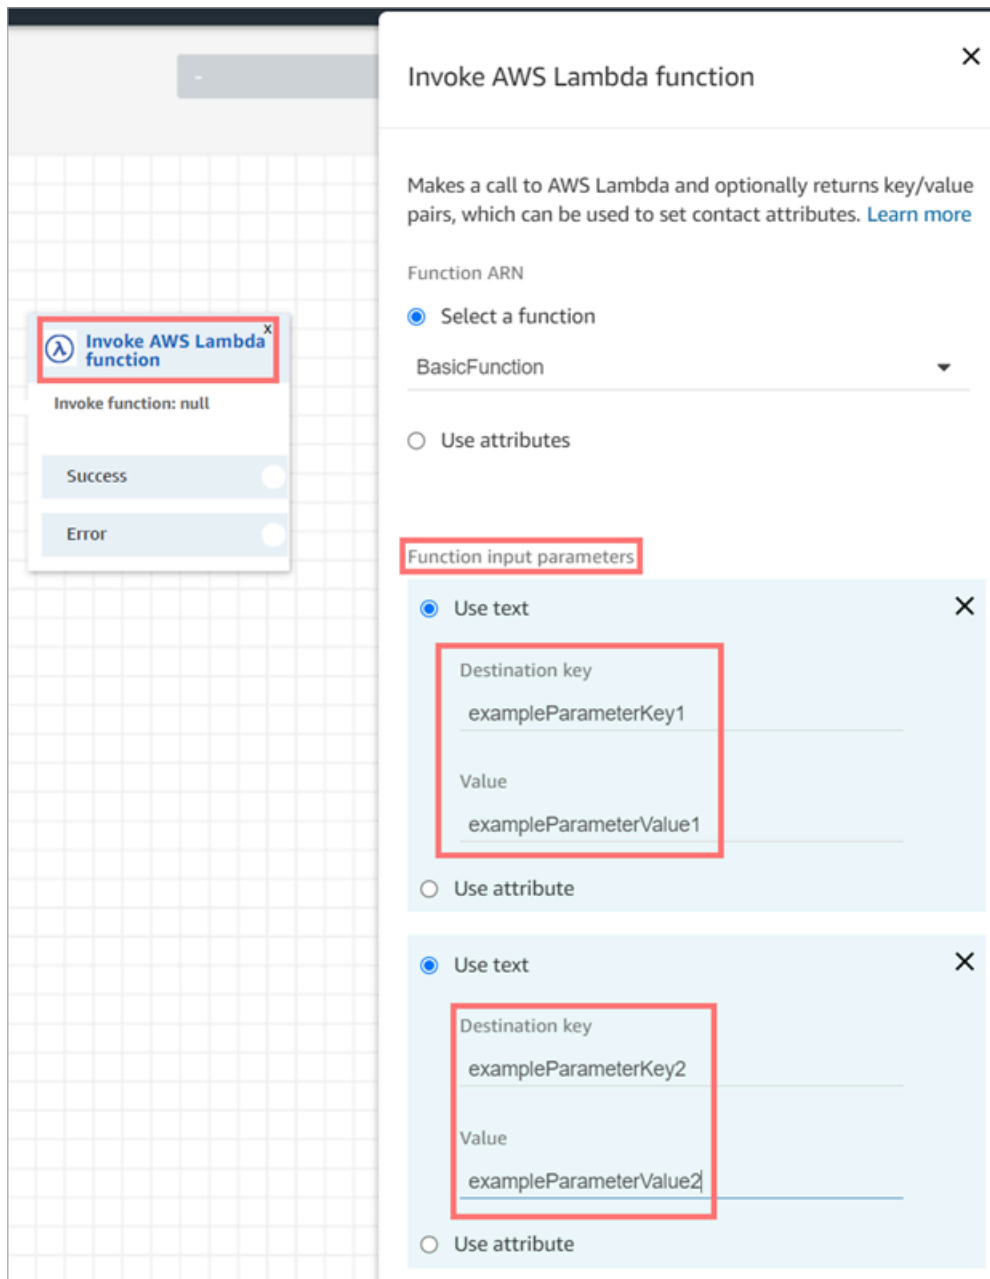 -
Invoke AWS Lambda
function
x
Invoke function: null
Success
Error
Invoke AWS Lambda function
Makes a call to AWS Lambda and optionally returns key/value
pairs, which can be used to set contact attributes. Learn more
Function ARN
Select a function
BasicFunction
Use attributes
Function input parameters
Use text
Destination key
exampleParameterKey1
Value
exampleParameterValue1
Use attribute
Use text
Destination key
exampleParameterKey2
Value
exampleParameterValue2
Use attribute